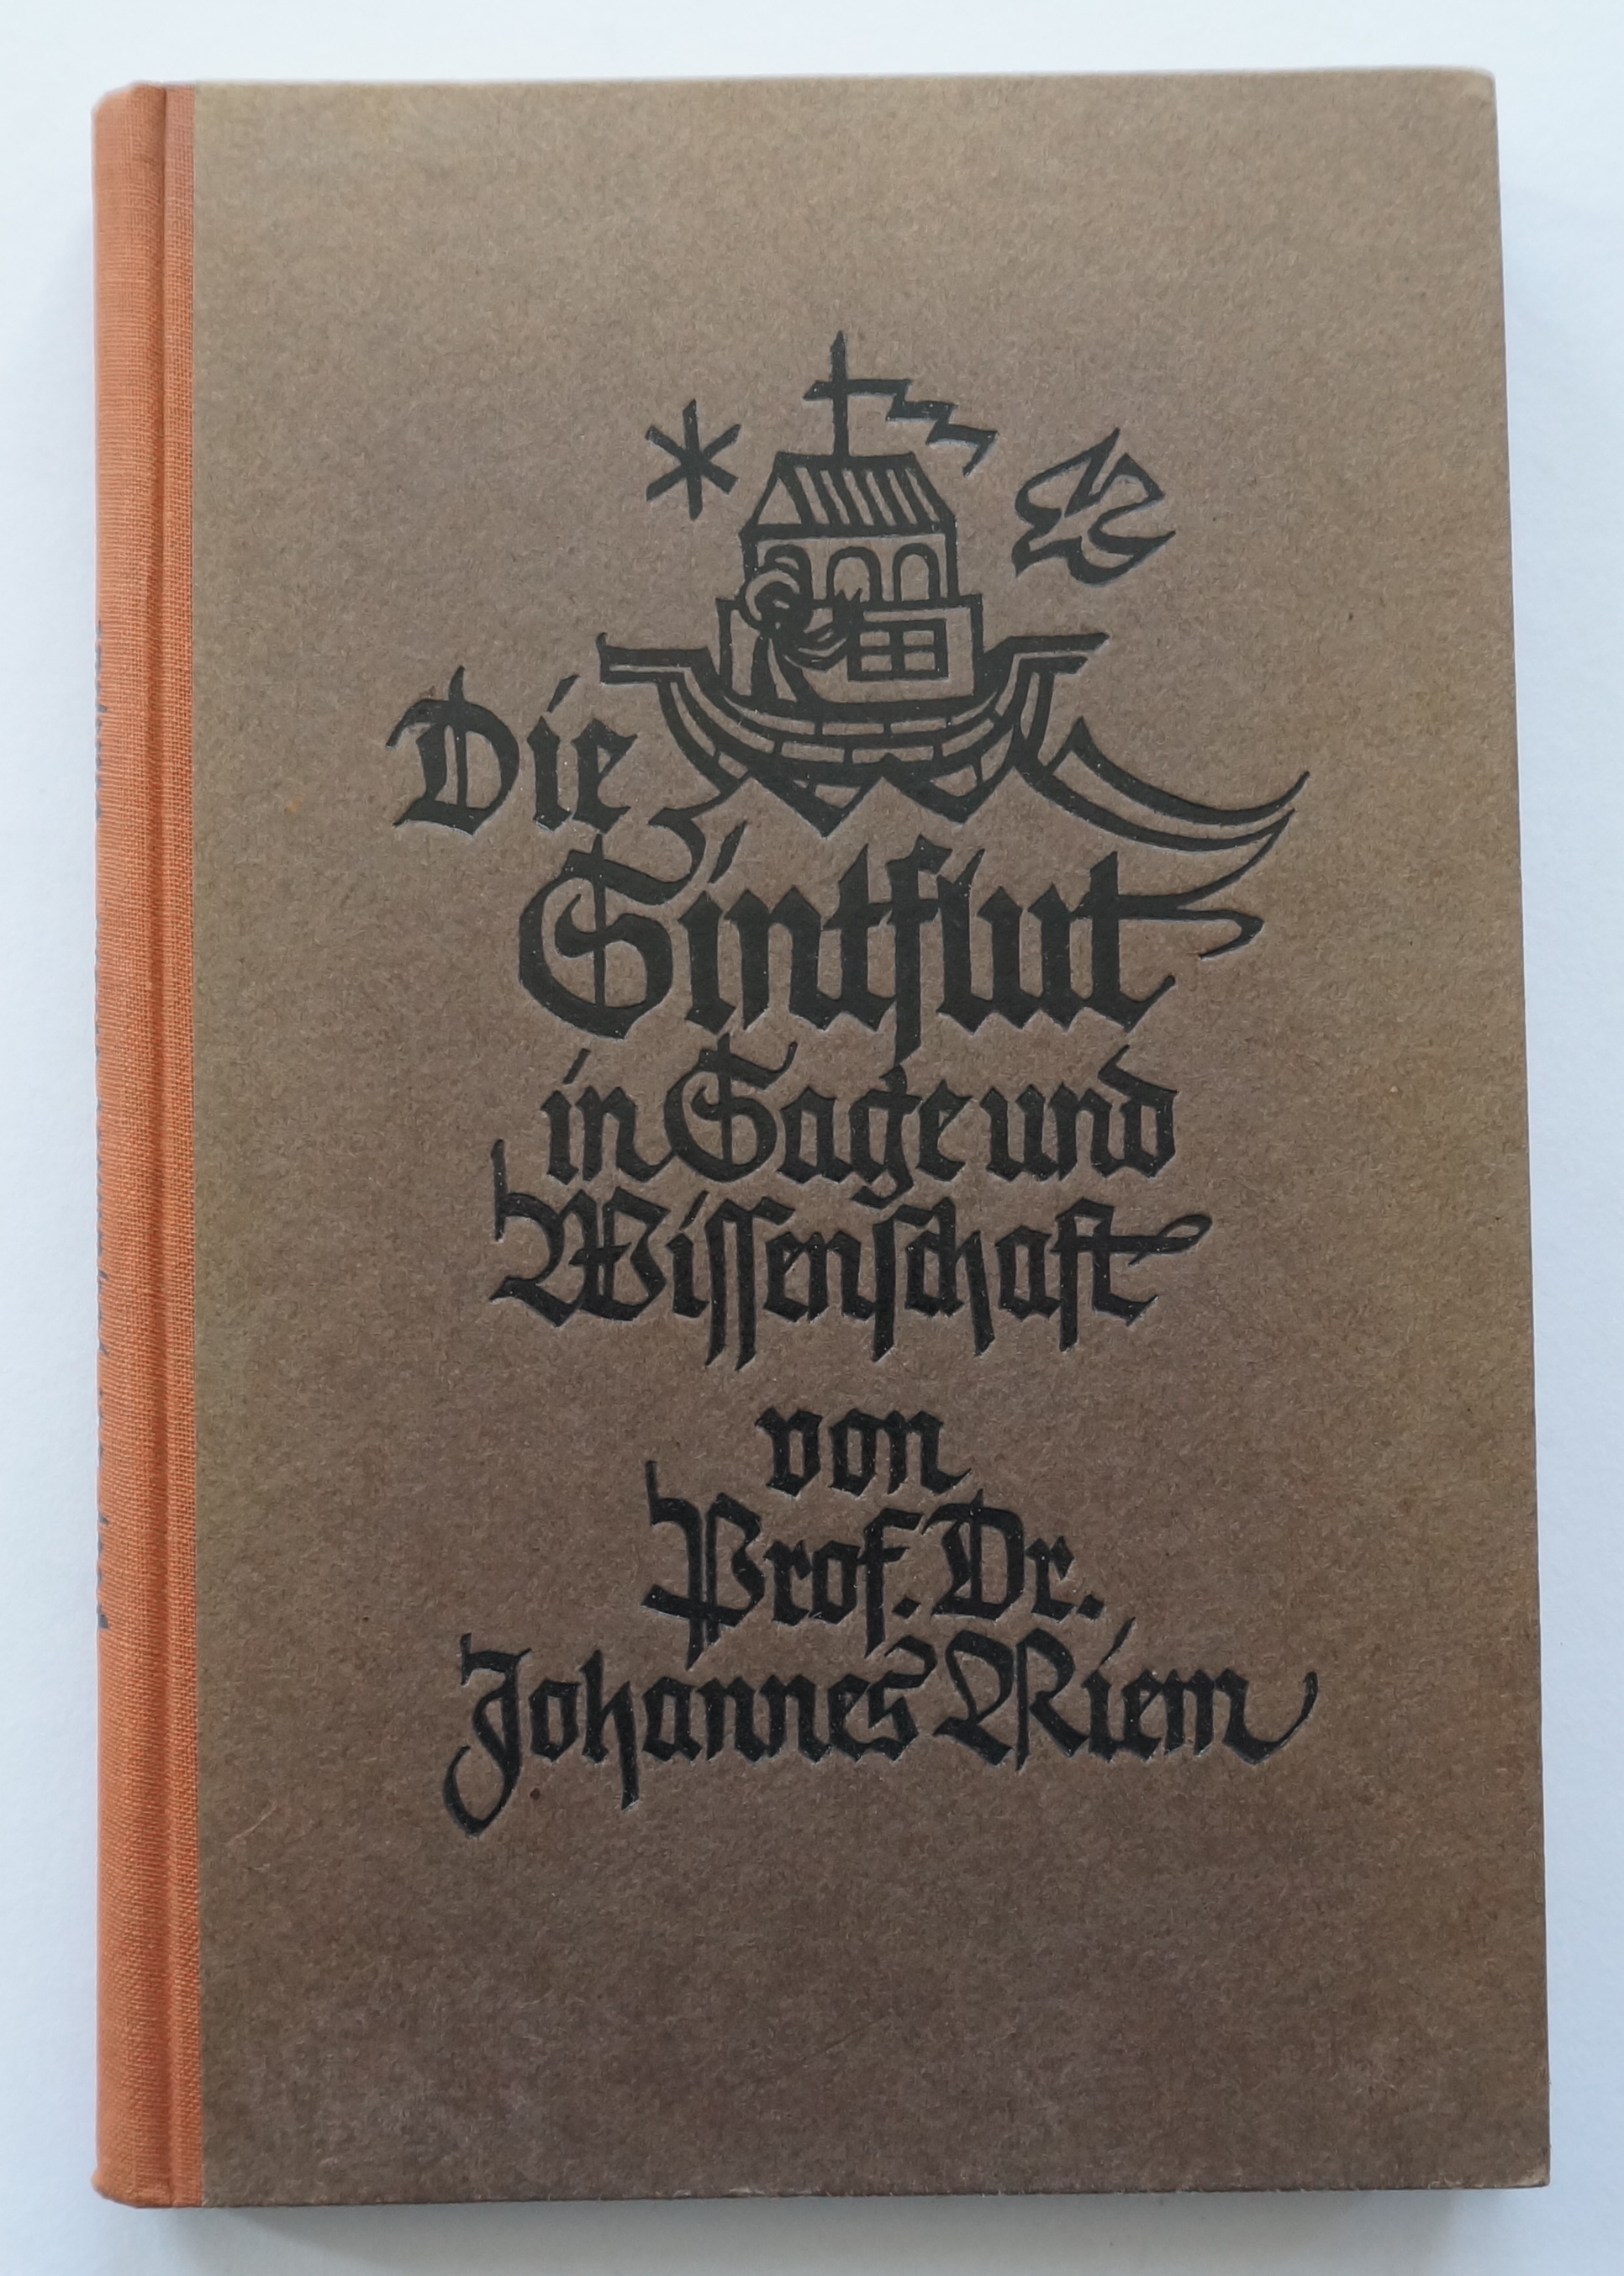 Die
Sintflut
in Sage und
Wissenschaft
von
Prof. Dr.
Johannes Riem